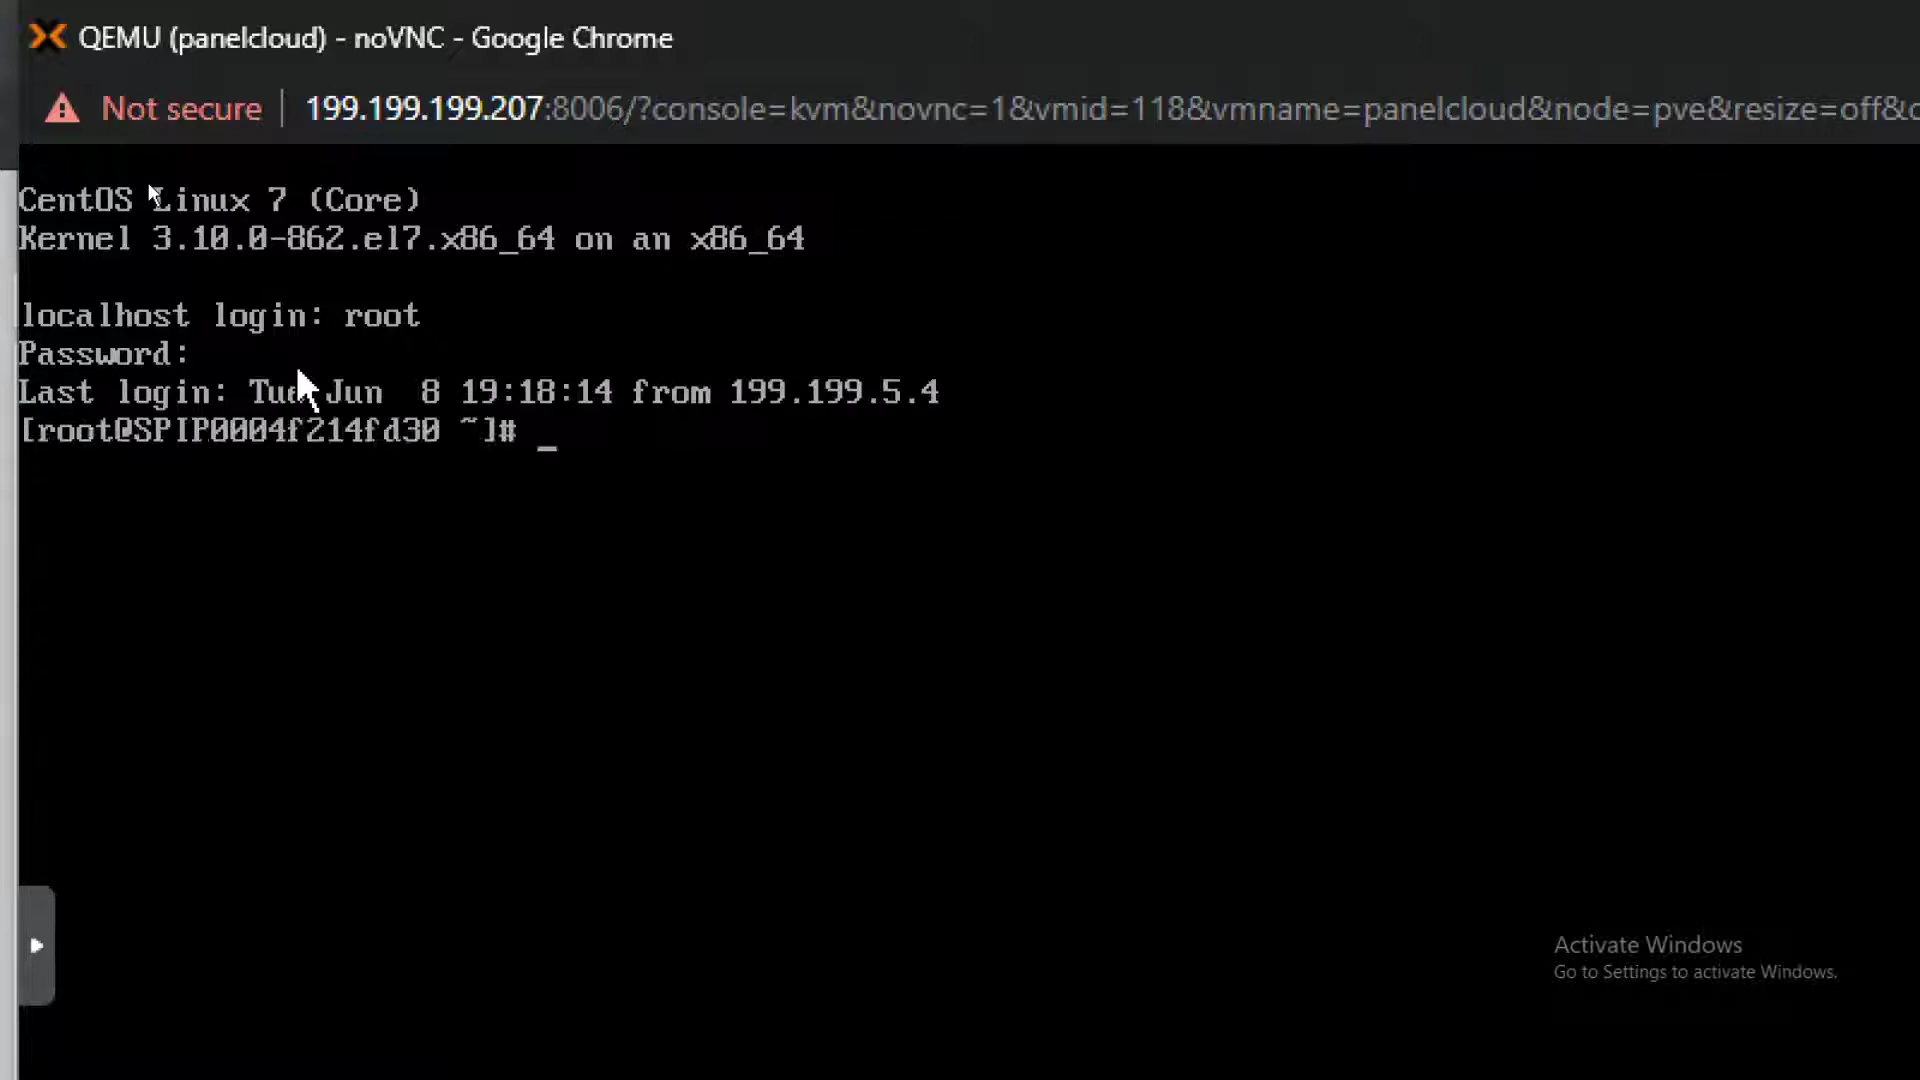 QEMU (panelcloud) - noVNC - Google Chrome
Not secure | 199.199.199.207:8006/?console=kvm&novnc=1&vmid=118&vmname=panelcloud&node=pve&resize=off&c
CentOS Linux 7 (Core)
Kernel 3.10.0-862.el7.x86_64 on an x86_64
localhost login: root
Password:
Last login: Tue Jun  8 19:18:14 from 199.199.5.4
[root@SPIP0004f214fd30 ~]# _
Activate Windows
Go to Settings to activate Windows.